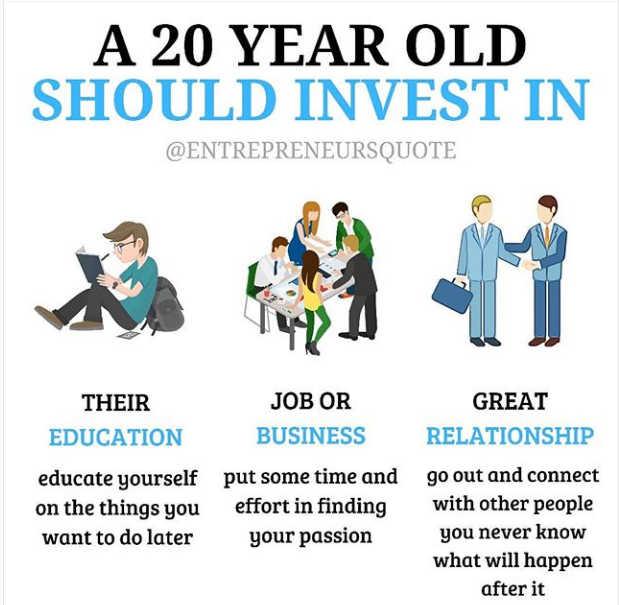 A 20 YEAR OLD
SHOULD INVEST IN
@ENTREPRENEURSQUOTE
THEIR
EDUCATION
educate yourself
on the things you
want to do later
JOB OR
BUSINESS
put some time and
effort in finding
your passion
GREAT
RELATIONSHIP
go out and connect
with other people
you never know
what will happen
after it